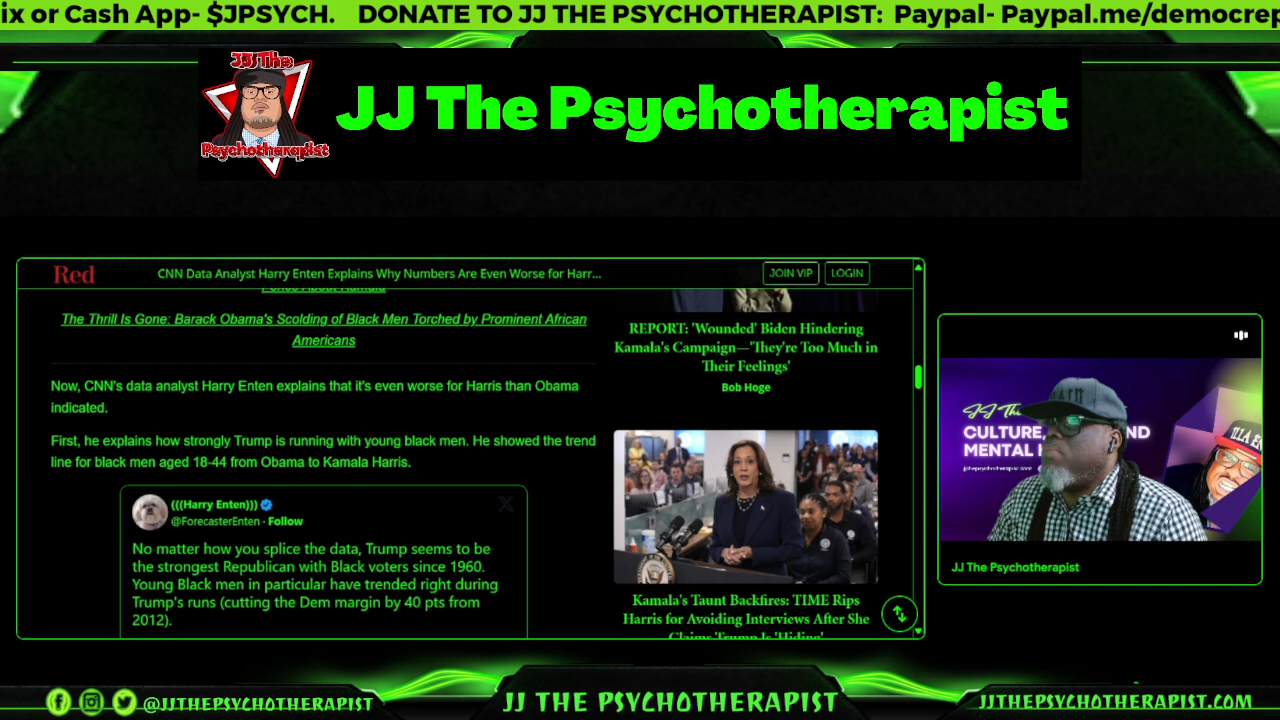 ix or Cash App- $JPSYCH. DONATE TO JJ THE PSYCHOTHERAPIST: Paypal- Paypal.me/democrep
JJ The
Psychotherapist
JJ The Psychotherapist
Red
CNN Data Analyst Harry Enten Explains Why Numbers Are Even Worse for Harr...
JOIN VIP
LOGIN
The Thrill Is Gone: Barack Obama's Scolding of Black Men Torched by Prominent African
Americans
Now, CNN's data analyst Harry Enten explains that it's even worse for Harris than Obama
indicated.
First, he explains how strongly Trump is running with young black men. He showed the trend
line for black men aged 18-44 from Obama to Kamala Harris.
(((Harry Enten)))
@ForecasterEnten · Follow
No matter how you splice the data, Trump seems to be
the strongest Republican with Black voters since 1960.
Young Black men in particular have trended right during
Trump's runs (cutting the Dem margin by 40 pts from
2012).
REPORT: 'Wounded' Biden Hindering
Kamala's Campaign—'They're Too Much in
Their Feelings'
Bob Hoge
Kamala's Taunt Backfires: TIME Rips
Harris for Avoiding Interviews After She
Claims Trump Is 'Hiding'
JJ The
CULTURE, ND
MENTAL
JJ The Psychotherapist
@JJTHEPSYCHOTHERAPIST
JJ THE PSYCHOTHERAPIST
JJTHEPSYCHOTHERAPIST.COM